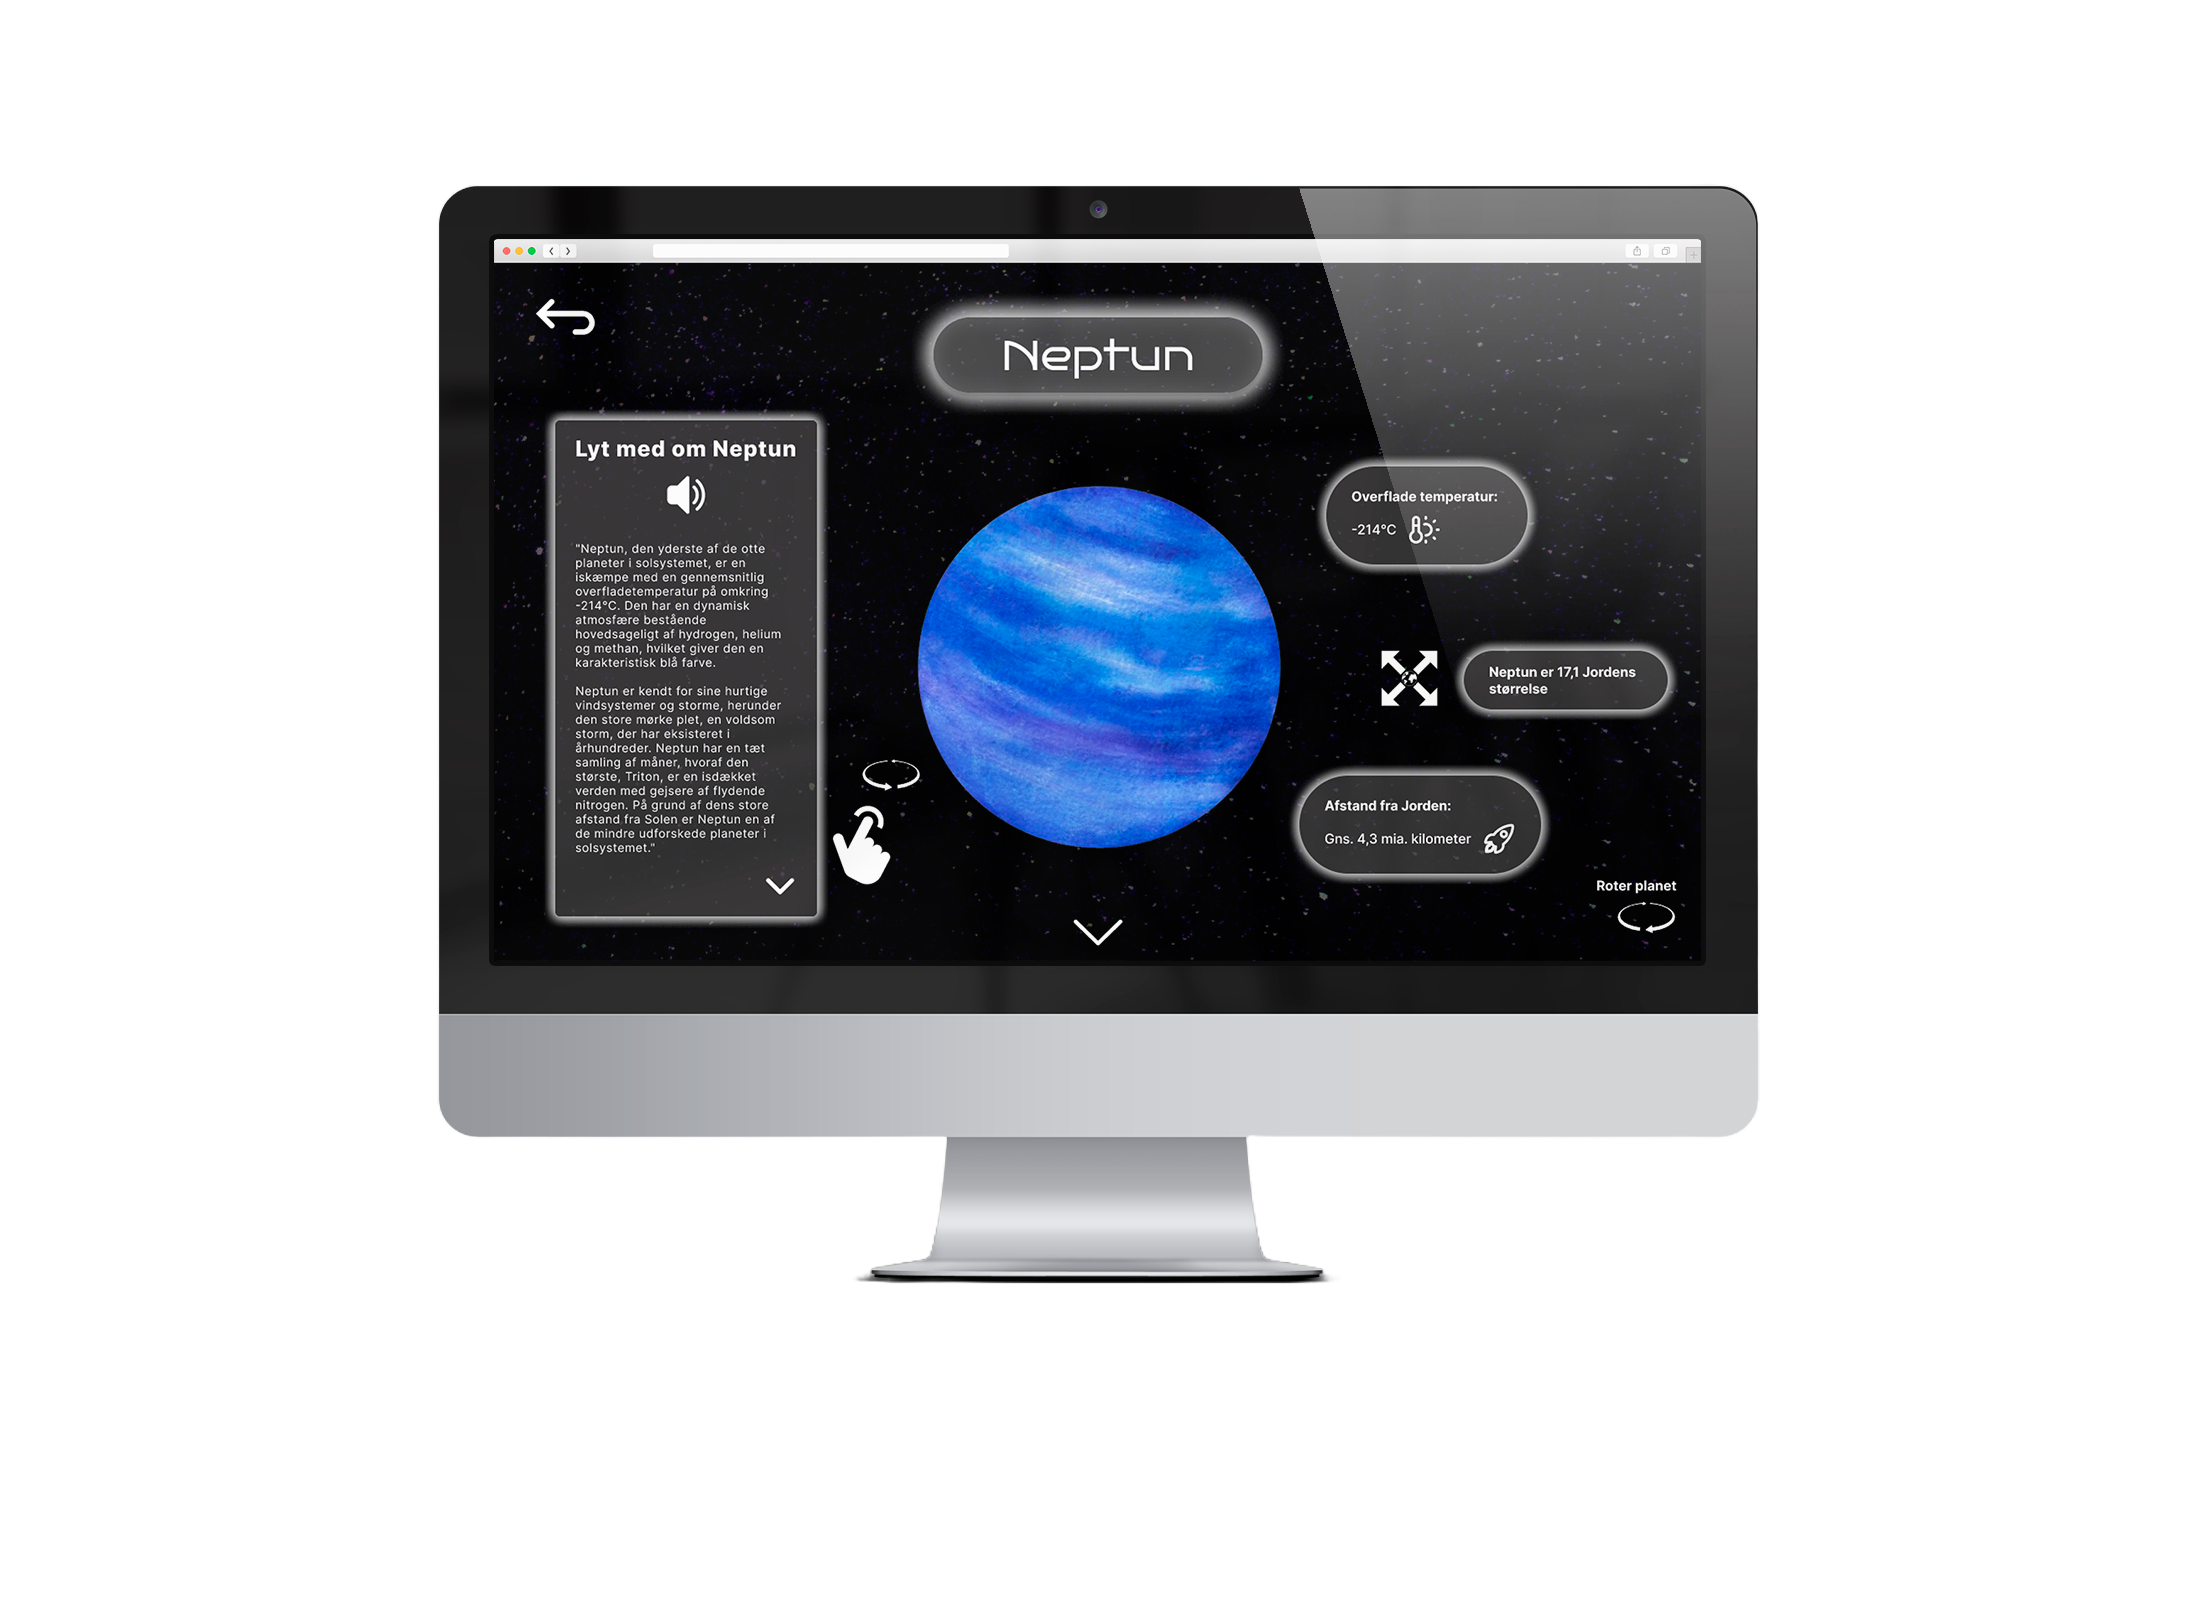 Neptun
Lyt med om Neptun
"Neptun, den yderste af de otte
planeter i solsystemet, er en
iskæmpe med en gennemsnitlig
overfladetemperatur på omkring
-214°C. Den har en dynamisk
atmosfære bestående
hovedsageligt af hydrogen, helium
og methan, hvilket giver den en
karakteristisk blå farve.
Neptun er kendt for sine hurtige
vindsystemer og storme, herunder
den store mørke plet, en voldsom
storm, der har eksisteret i
århundreder. Neptun har en tæt
samling af måner, hvoraf den
største, Triton, er en isdækket
verden med gejsere af flydende
nitrogen. På grund af dens store
afstand fra Solen er Neptun en af
de mindre udforskede planeter i
solsystemet."
Overflade temperatur:
-214°C
Neptun er 17,1 Jordens
størrelse
Afstand fra Jorden:
Gns. 4,3 mia. kilometer
Roter planet